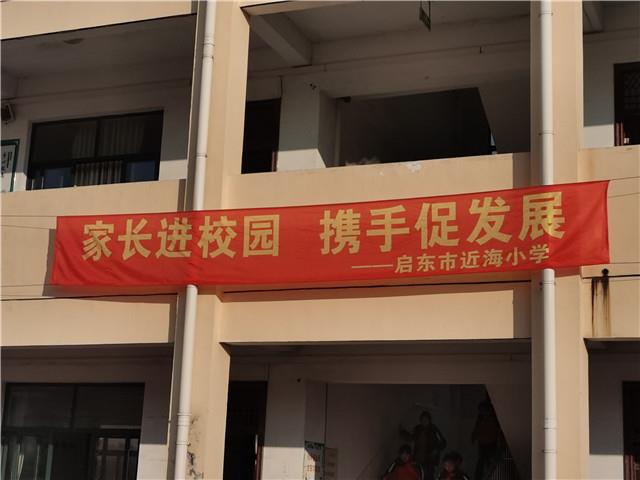 家长进校园 携手促发展
——启东市近海小学